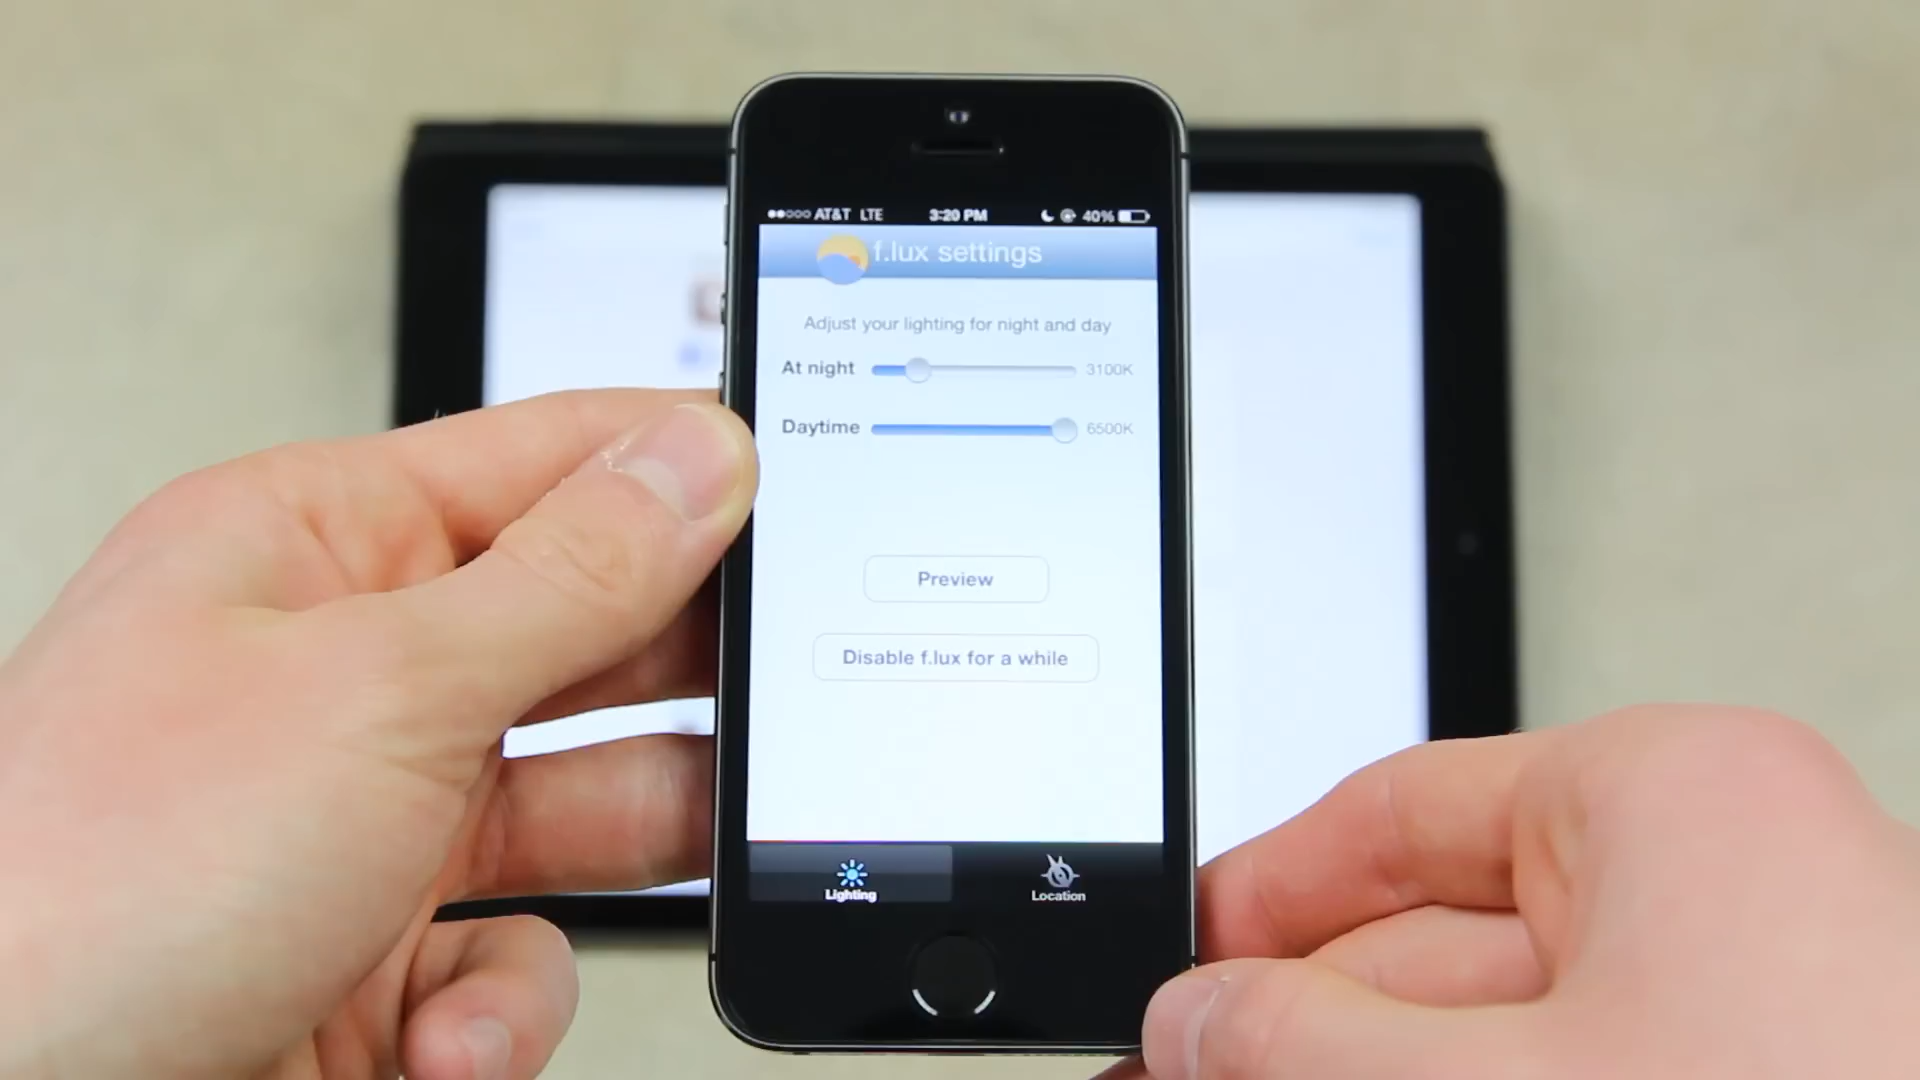 AT&T LTE 3:20 PM 40%
f.lux settings
Adjust your lighting for night and day
At night 3100K
Daytime 6500K
Preview
Disable f.lux for a while
Lighting Location